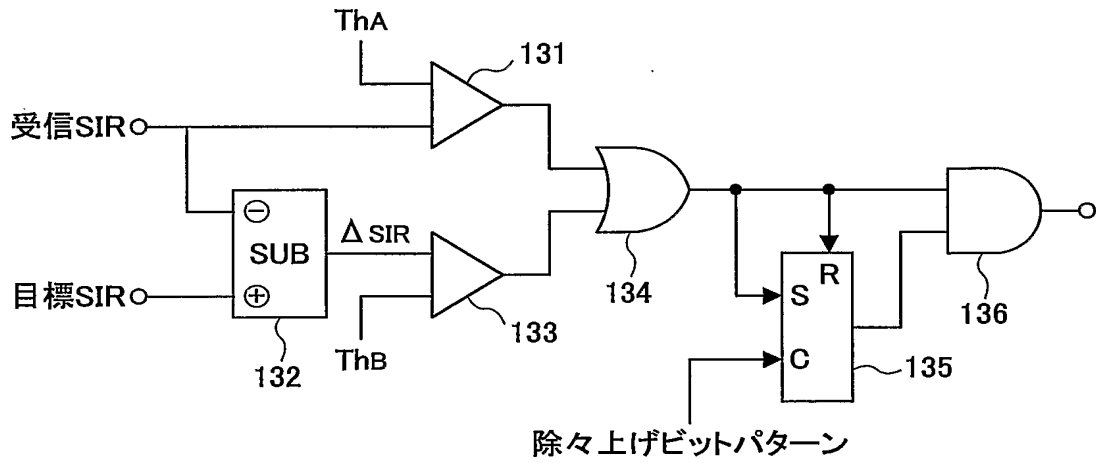 ThA
131
受信SIR
⊖
SUB
⊕
132
ΔSIR
目標SIR
ThB
133
134
R
S
C
135
136
除々上げビットパターン